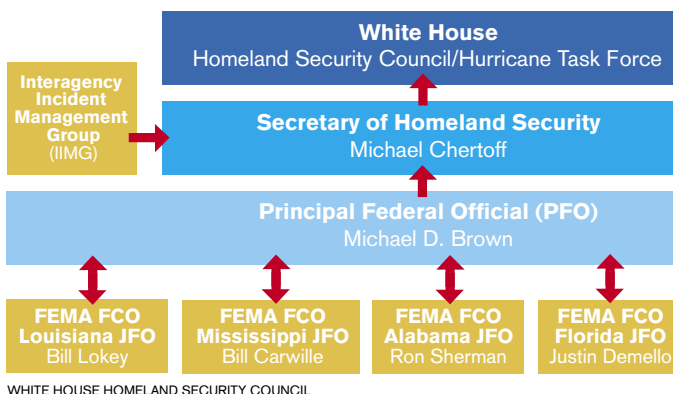 White House
Homeland Security Council/Hurricane Task Force
Interagency
Incident
Management
Group
(IIMG)
Secretary of Homeland Security
Michael Chertoff
Principal Federal Official (PFO)
Michael D. Brown
FEMA FCO
Louisiana JFO
Bill Lokey
FEMA FCO
Mississippi JFO
Bill Carwille
FEMA FCO
Alabama JFO
Ron Sherman
FEMA FCO
Florida JFO
Justin Demello
WHITE HOUSE HOMELAND SECURITY COUNCIL